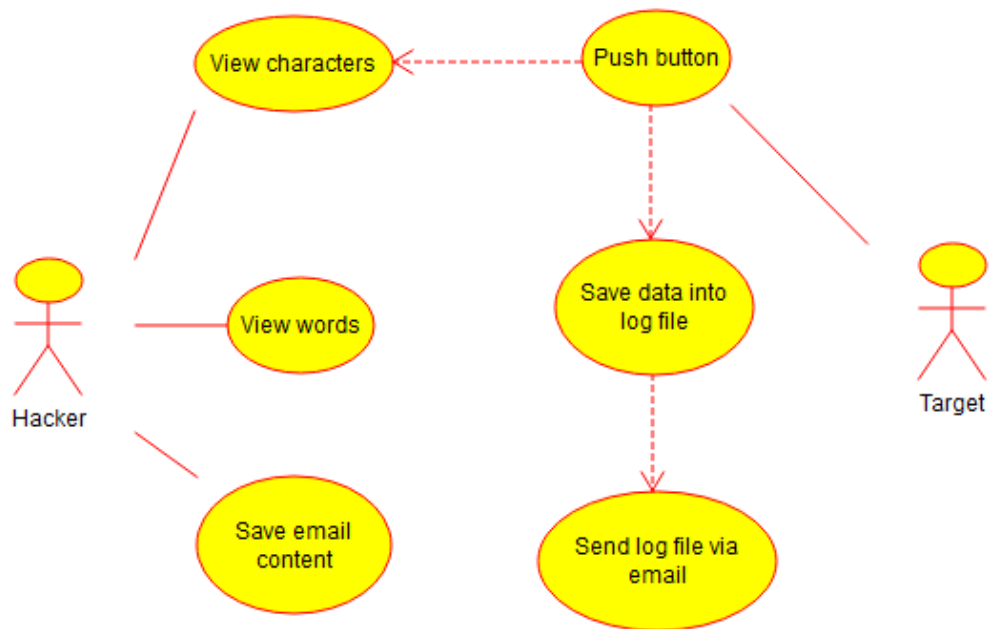 View characters
Push button
Save data into
log file
View words
Hacker
Target
Save email
content
Send log file via
email